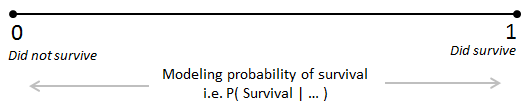 0 1
Did not survive Did survive
Modeling probability of survival
i.e. P( Survival | ... )